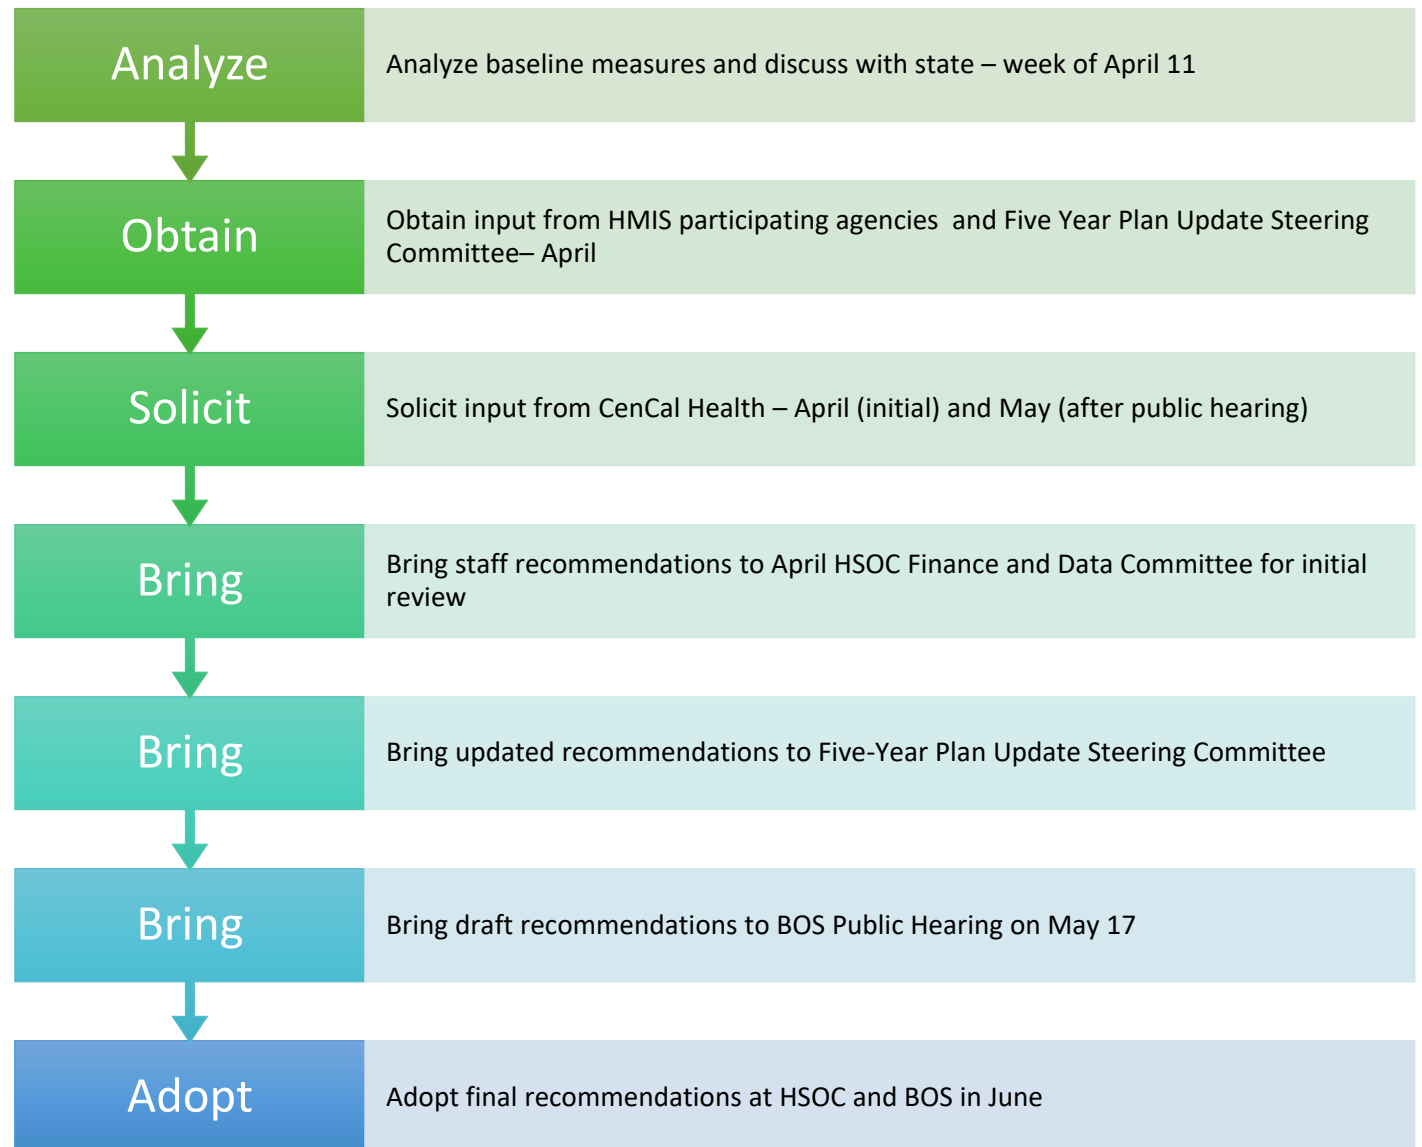 Analyze
Analyze baseline measures and discuss with state – week of April 11
Obtain
Obtain input from HMIS participating agencies  and Five Year Plan Update Steering
Committee– April
Solicit
Solicit input from CenCal Health – April (initial) and May (after public hearing)
Bring
Bring staff recommendations to April HSOC Finance and Data Committee for initial
review
Bring
Bring updated recommendations to Five-Year Plan Update Steering Committee
Bring
Bring draft recommendations to BOS Public Hearing on May 17
Adopt
Adopt final recommendations at HSOC and BOS in June